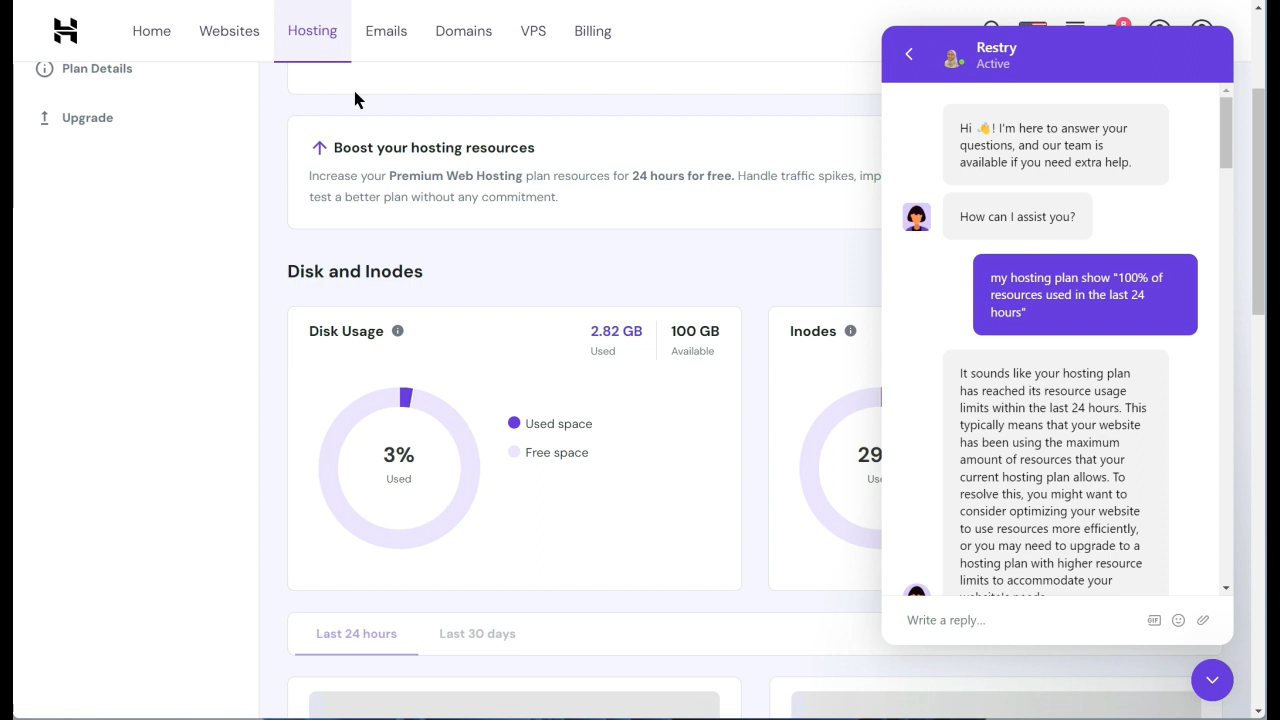 Home Websites Hosting Emails Domains VPS Billing
8
Plan Details
Upgrade
Boost your hosting resources
Increase your Premium Web Hosting plan resources for 24 hours for free. Handle traffic spikes,
test a better plan without any commitment.
Disk and Inodes
Disk Usage
2.82 GB
Used
100 GB
Available
3%
Used
Used space
Free space
Inodes
29
Last 24 hours Last 30 days
Restry
Active
Hi 👋! I'm here to answer your
questions, and our team is
available if you need extra help.
How can I assist you?
my hosting plan show "100% of
resources used in the last 24
hours"
It sounds like your hosting plan
has reached its resource usage
limits within the last 24 hours. This
typically means that your website
has been using the maximum
amount of resources that your
current hosting plan allows. To
resolve this, you might want to
consider optimizing your website
to use resources more efficiently,
or you may need to upgrade to a
hosting plan with higher resource
limits to accommodate your
website's needs.
Write a reply...
GIF